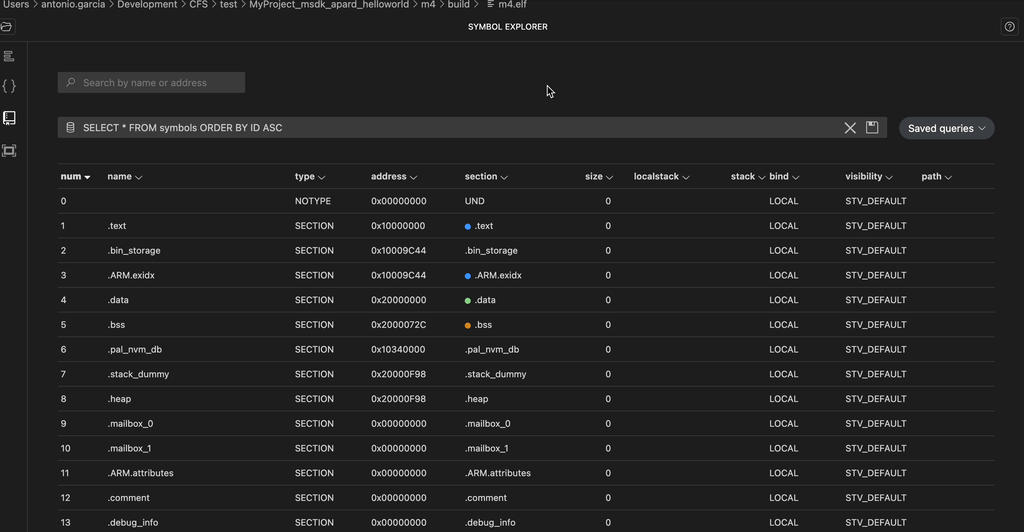 Users > antonio.garcia > Development > CFS > test > MyProject_msdk_apard_helloworld > m4 > build > m4.elf
SYMBOL EXPLORER
Search by name or address
SELECT * FROM symbols ORDER BY ID ASC
Saved queries
num name type address section size localstack stack bind visibility path
0 NOTYPE 0x00000000 UND 0 LOCAL STV_DEFAULT
1 .text SECTION 0x10000000 .text 0 LOCAL STV_DEFAULT
2 .bin_storage SECTION 0x10009C44 .bin_storage 0 LOCAL STV_DEFAULT
3 .ARM.exidx SECTION 0x10009C44 .ARM.exidx 0 LOCAL STV_DEFAULT
4 .data SECTION 0x20000000 .data 0 LOCAL STV_DEFAULT
5 .bss SECTION 0x2000072C .bss 0 LOCAL STV_DEFAULT
6 .pal_nvm_db SECTION 0x10340000 .pal_nvm_db 0 LOCAL STV_DEFAULT
7 .stack_dummy SECTION 0x20000F98 .stack_dummy 0 LOCAL STV_DEFAULT
8 .heap SECTION 0x20000F98 .heap 0 LOCAL STV_DEFAULT
9 .mailbox_0 SECTION 0x00000000 .mailbox_0 0 LOCAL STV_DEFAULT
10 .mailbox_1 SECTION 0x00000000 .mailbox_1 0 LOCAL STV_DEFAULT
11 .ARM.attributes SECTION 0x00000000 .ARM.attributes 0 LOCAL STV_DEFAULT
12 .comment SECTION 0x00000000 .comment 0 LOCAL STV_DEFAULT
13 .debug_info SECTION 0x00000000 .debug_info 0 LOCAL STV_DEFAULT